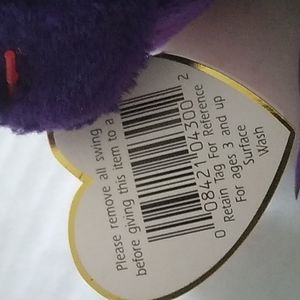 Please remove all swing
before giving this item to a
0 08421 04300 2
Retain Tag For Reference
For ages 3 and up
Surface
Wash